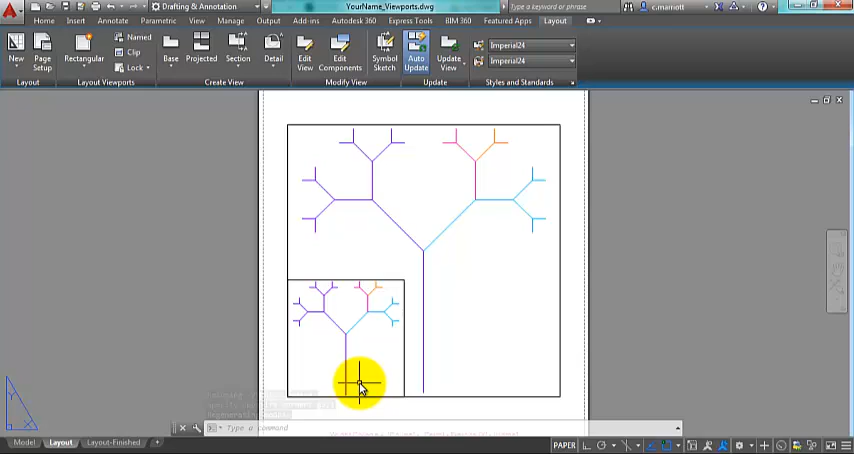 Drafting & Annotation
YourName_Viewports.dwg
Type a keyword or phrase
c.marriott
Home Insert Annotate Parametric View Manage Output Add-ins Autodesk 360 Express Tools BIM 360 Featured Apps Layout
New
Page Setup
Rectangular
Named
Clip
Lock
Base
Projected
Section
Detail
Edit View
Edit Components
Symbol Sketch
Auto Update
Update View
Imperial24
Imperial24
Layout
Layout Viewports
Create View
Modify View
Update
Styles and Standards
Y
X
Type a command
Model Layout Layout-Finished +
PAPER